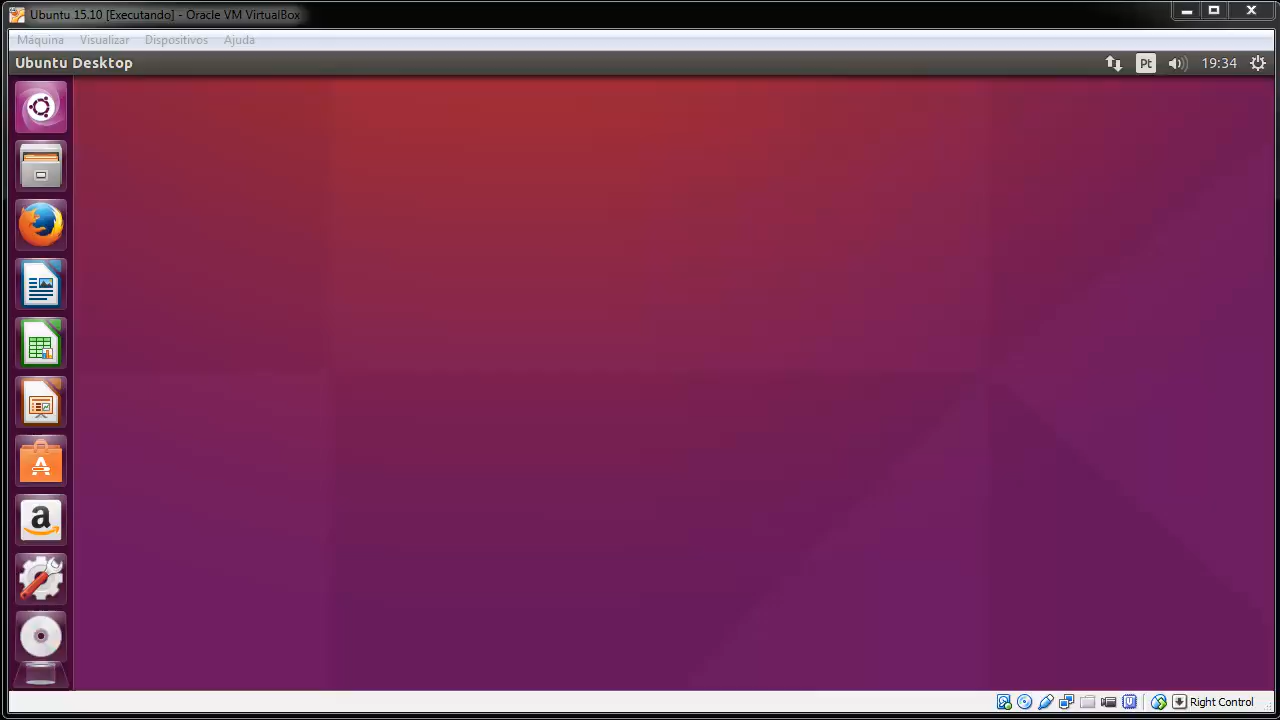 Ubuntu 15.10 [Executando] - Oracle VM VirtualBox
Máquina Visualizar Dispositivos Ajuda
Ubuntu Desktop Pt 19:34
a
Right Control